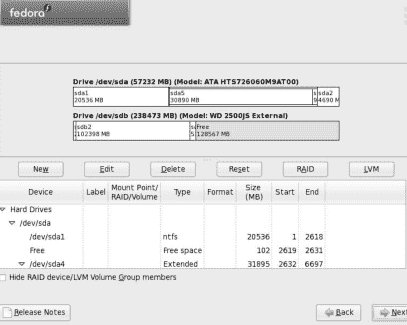 fedora
Drive /dev/sda (57232 MB) (Model: ATA HTS726060M9AT00)
sda1 sda5 s sda2
20536 MB 30890 MB 9 4690 M
Drive /dev/sdb (238473 MB) (Model: WD 2500JS External)
sdb2 s Free
102398 MB 5 128567 MB
New Edit Delete Reset RAID LVM
Device Label Mount Point/ RAID/Volume Type Format Size (MB) Start End
Hard Drives
/dev/sda
/dev/sda1 ntfs 20536 1 2618
Free Free space 102 2619 2631
/dev/sda4 Extended 31895 2632 6697
Hide RAID device/LVM Volume Group members
Release Notes Back Next